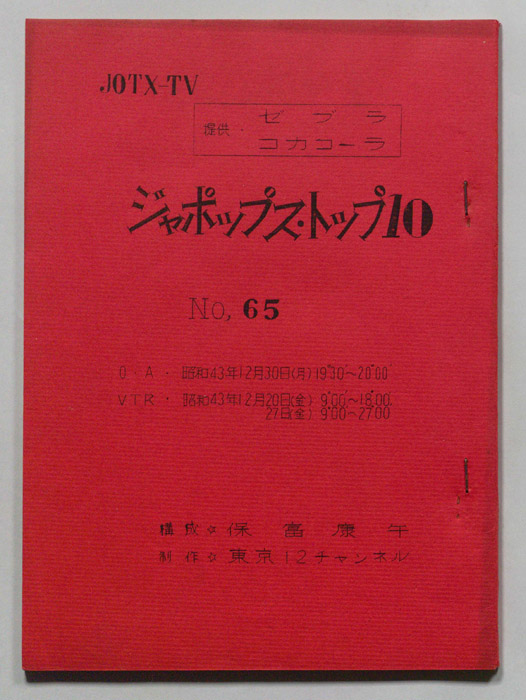 JOTX-TV
提供・ ゼブラ
コカコーラ
ジャポップス・トップ10
No, 65
O・A・ 昭和43年12月30日(月) 19°30'~20°00'
VTR・ 昭和43年12月20日(金) 9°00'~18°00'
27日(金) 9°00'~27°00'
構成☆保富康午
制作☆東京12チャンネル